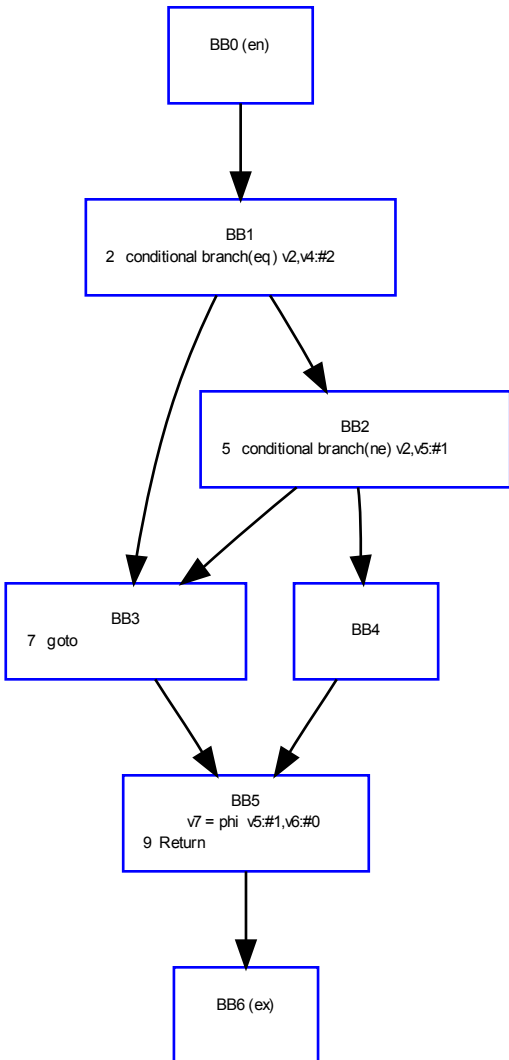 BB0 (en)
BB1
2 conditional branch(eq) v2,v4:#2
BB2
5 conditional branch(ne) v2,v5:#1
BB3
7 goto
BB4
BB5
v7 = phi v5:#1,v6:#0
9 Return
BB6 (ex)